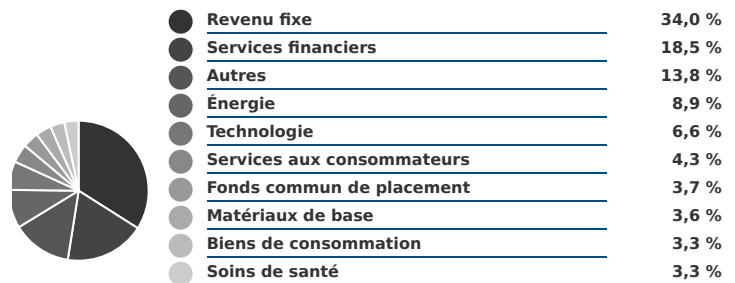 Revenu fixe 34,0 %
Services financiers 18,5 %
Autres 13,8 %
Énergie 8,9 %
Technologie 6,6 %
Services aux consommateurs 4,3 %
Fonds commun de placement 3,7 %
Matériaux de base 3,6 %
Biens de consommation 3,3 %
Soins de santé 3,3 %